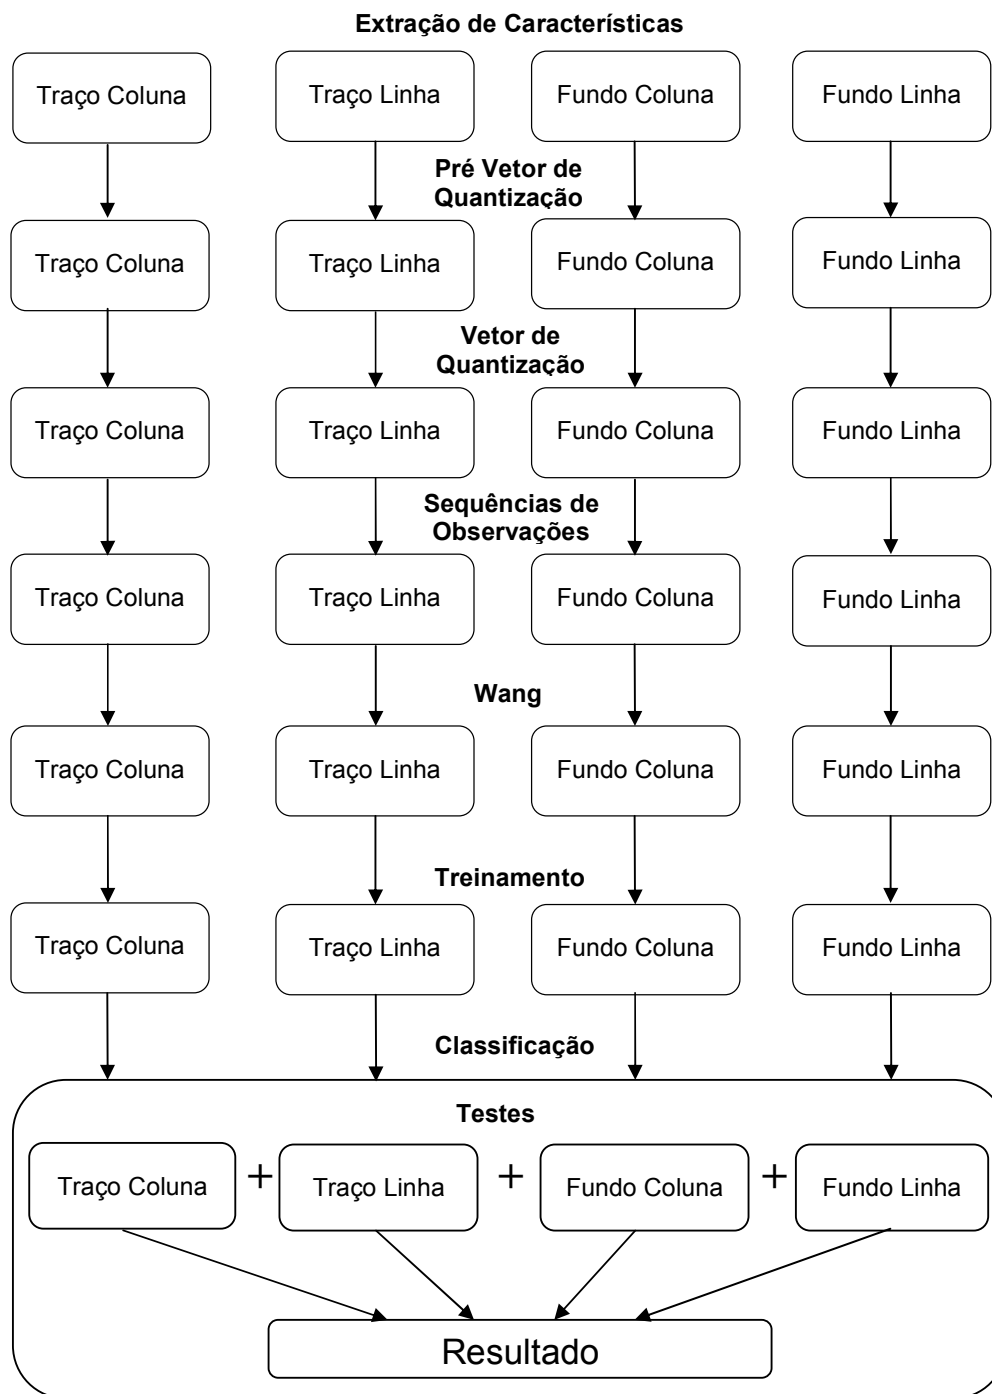 Extração de Características
Traço Coluna
Traço Linha
Fundo Coluna
Fundo Linha
Pré Vetor de
Quantização
Traço Coluna
Traço Linha
Fundo Coluna
Fundo Linha
Vetor de
Quantização
Traço Coluna
Traço Linha
Fundo Coluna
Fundo Linha
Sequências de
Observações
Traço Coluna
Traço Linha
Fundo Coluna
Fundo Linha
Wang
Traço Coluna
Traço Linha
Fundo Coluna
Fundo Linha
Treinamento
Traço Coluna
Traço Linha
Fundo Coluna
Fundo Linha
Classificação
Testes
Traço Coluna + Traço Linha + Fundo Coluna + Fundo Linha
Resultado